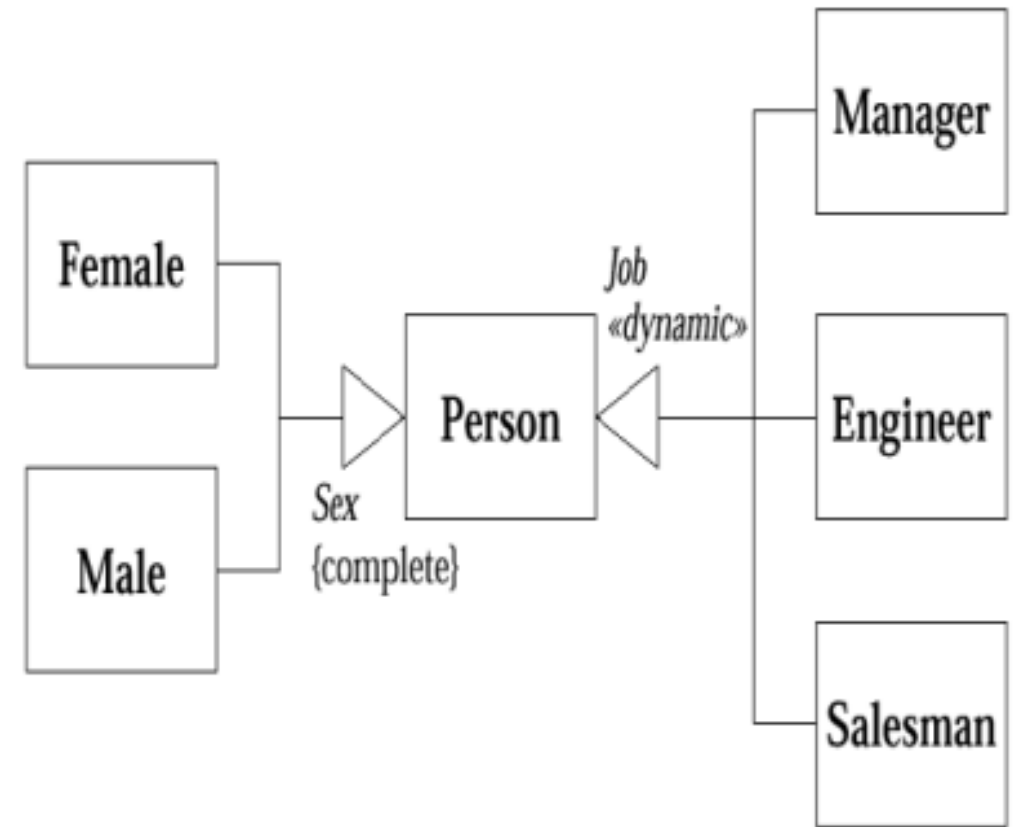 Manager
Female
Job
«dynamic»
Person
Engineer
Sex
{complete}
Male
Salesman